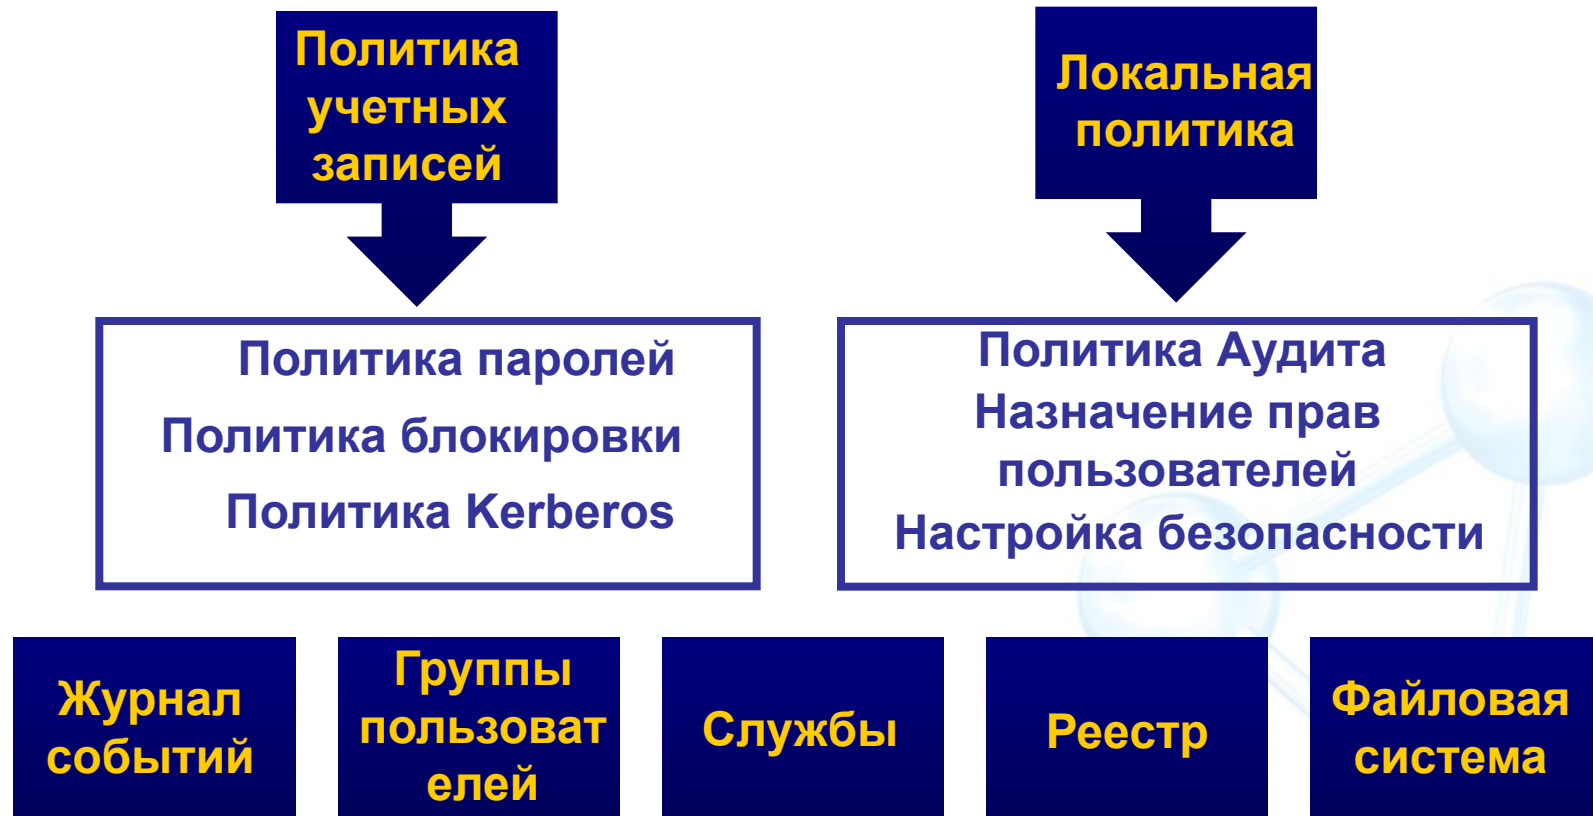 Политика
учетных
записей
Локальная
политика
Политика паролей
Политика блокировки
Политика Kerberos
Политика Аудита
Назначение прав
пользователей
Настройка безопасности
Журнал
событий
Группы
пользоват
елей
Службы
Реестр
Файловая
система